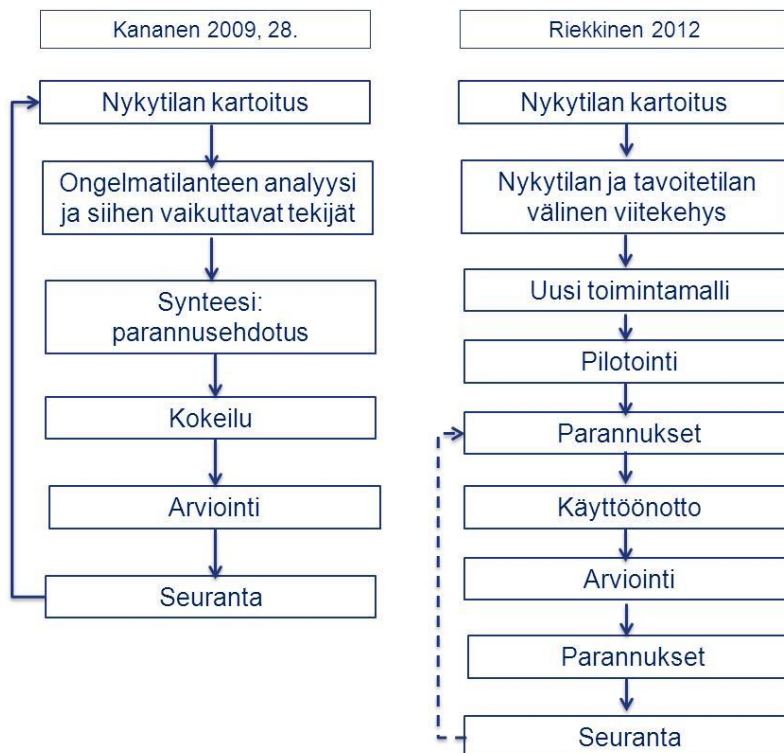 Kananen 2009, 28.
Nykytilan kartoitus
Ongelmatilanteen analyysi
ja siihen vaikuttavat tekijät
Synteesi:
parannusehdotus
Kokeilu
Arviointi
Seuranta
Riekkinen 2012
Nykytilan kartoitus
Nykytilan ja tavoitetilan
välinen viitekehys
Uusi toimintamalli
Pilotointi
Parannukset
Käyttöönotto
Arviointi
Parannukset
Seuranta